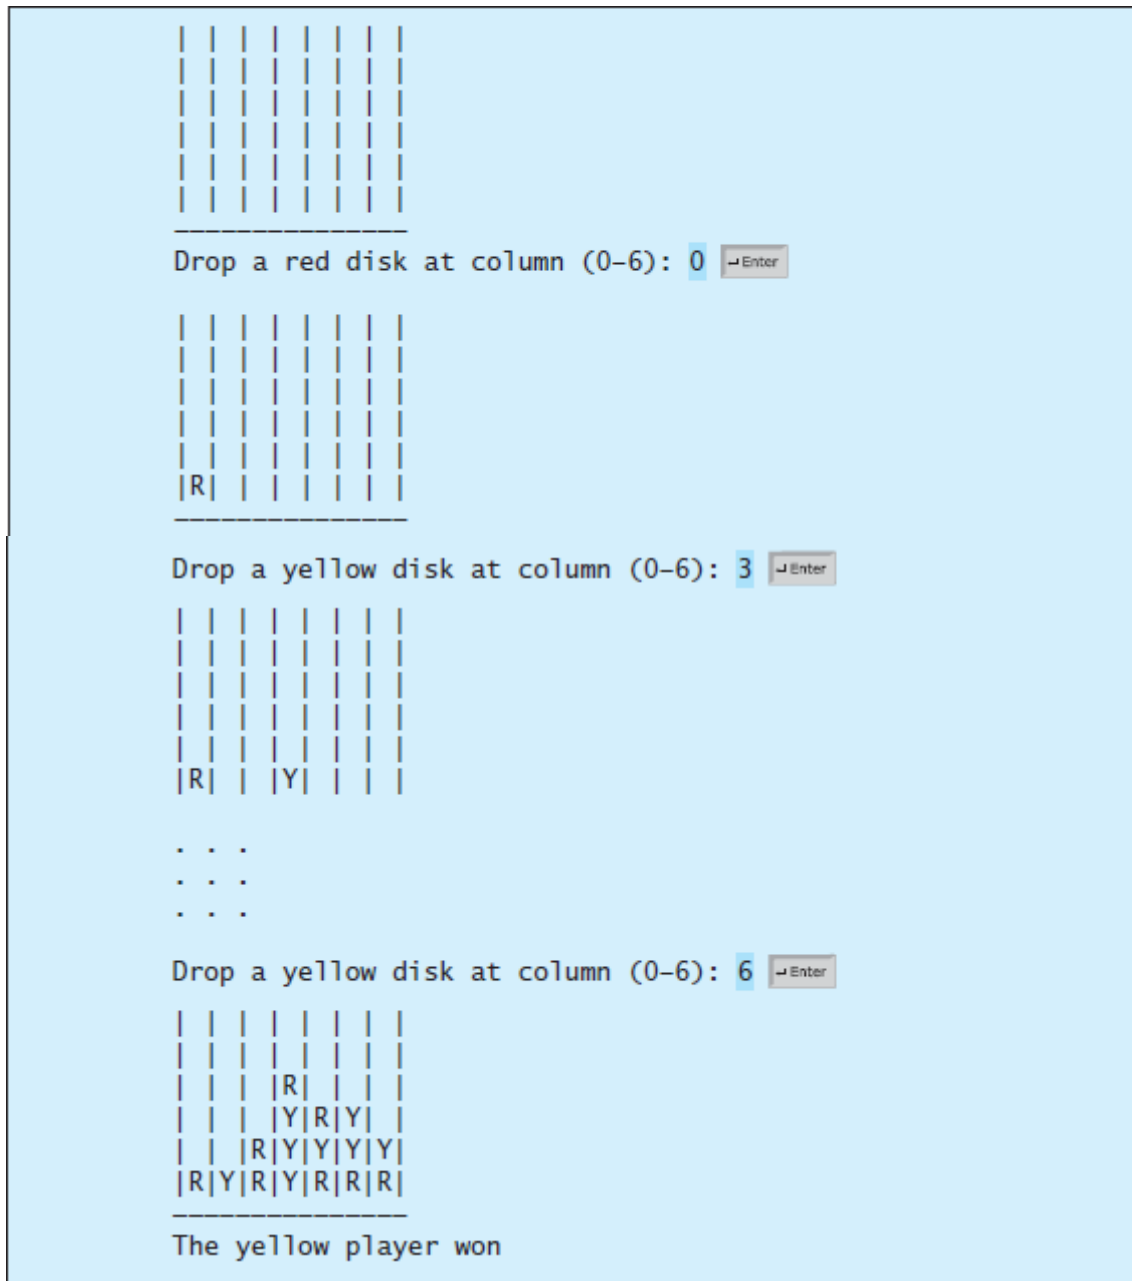 | | | | | | | |
| | | | | | | |
| | | | | | | |
| | | | | | | |
| | | | | | | |
| | | | | | | |
———————————————
Drop a red disk at column (0–6): 0 ↵Enter
| | | | | | | |
| | | | | | | |
| | | | | | | |
| | | | | | | |
| | | | | | | |
|R| | | | | | |
———————————————
Drop a yellow disk at column (0–6): 3 ↵Enter
| | | | | | | |
| | | | | | | |
| | | | | | | |
| | | | | | | |
| | | | | | | |
|R| | |Y| | | |
. . .
. . .
. . .
Drop a yellow disk at column (0–6): 6 ↵Enter
| | | | | | | |
| | | | | | | |
| | | |R| | | |
| | | |Y|R|Y| |
| | |R|Y|Y|Y|Y|
|R|Y|R|Y|R|R|R|
———————————————
The yellow player won